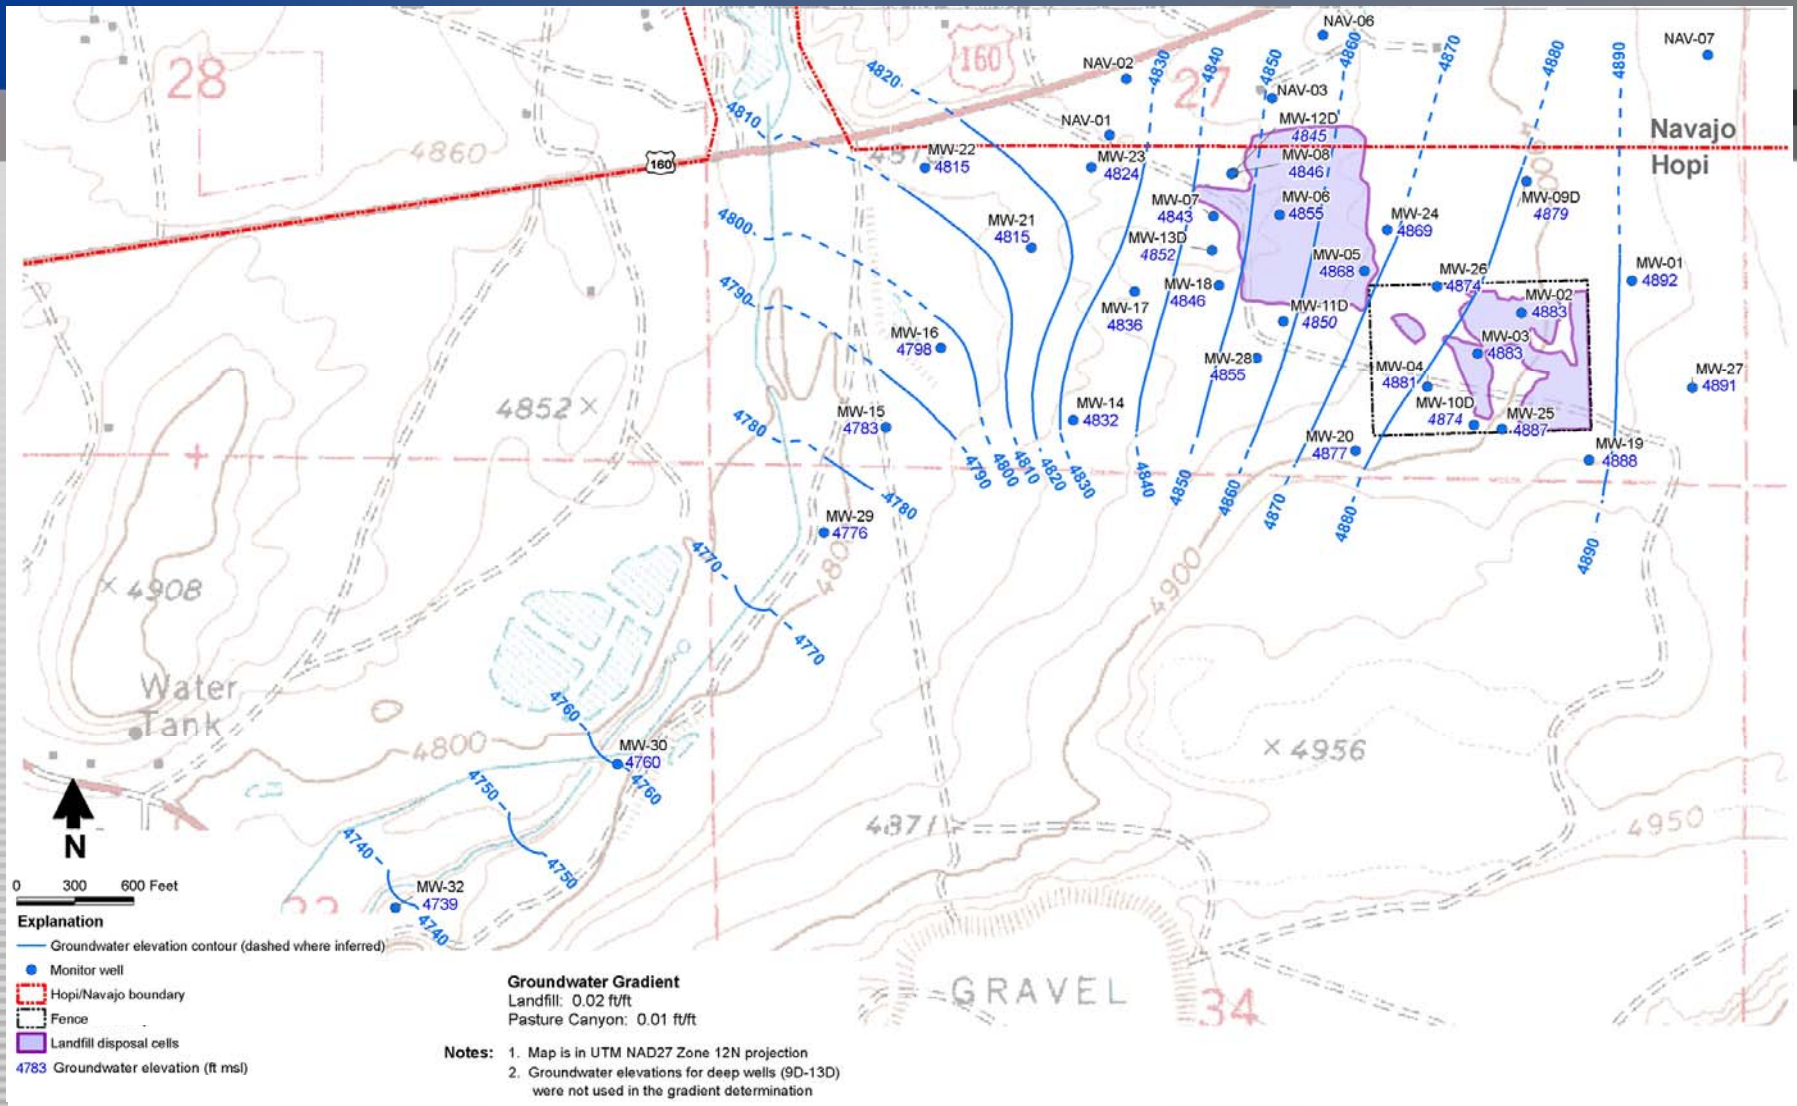 NAV-06
NAV-07
NAV-02
NAV-03
NAV-01
160
27
28
4820
4830
4840
4850
4860
4870
4880
4890
4810
4860
160
Navajo
Hopi
MW-12D
4845
MW-22
4815
MW-23
4824
MW-08
4846
MW-07
4843
MW-06
4855
MW-09D
4879
MW-24
4869
4800
MW-21
4815
MW-13D
4852
MW-05
4868
MW-26
4874
MW-01
4892
4790
MW-17
4836
MW-18
4846
MW-11D
4850
MW-02
4883
MW-16
4798
MW-03
4883
MW-28
4855
MW-04
4881
MW-27
4891
4852
4780
MW-15
4783
MW-14
4832
MW-10D
4874
MW-25
4887
MW-20
4877
MW-19
4888
4790
4800
4810
4820
4830
4840
4850
4860
4870
4880
4890
4780
MW-29
4776
4770
4770
4900
4908
Water
Tank
4800
4760
MW-30
4760
4760
4956
4750
4750
4740
MW-32
4739
4740
4871
4950
N
0 300 600 Feet
Explanation
Groundwater elevation contour (dashed where inferred)
Monitor well
Hopi/Navajo boundary
Fence
Landfill disposal cells
4783 Groundwater elevation (ft msl)
Groundwater Gradient
Landfill: 0.02 ft/ft
Pasture Canyon: 0.01 ft/ft
GRAVEL
34
Notes: 1. Map is in UTM NAD27 Zone 12N projection
2. Groundwater elevations for deep wells (9D-13D)
were not used in the gradient determination